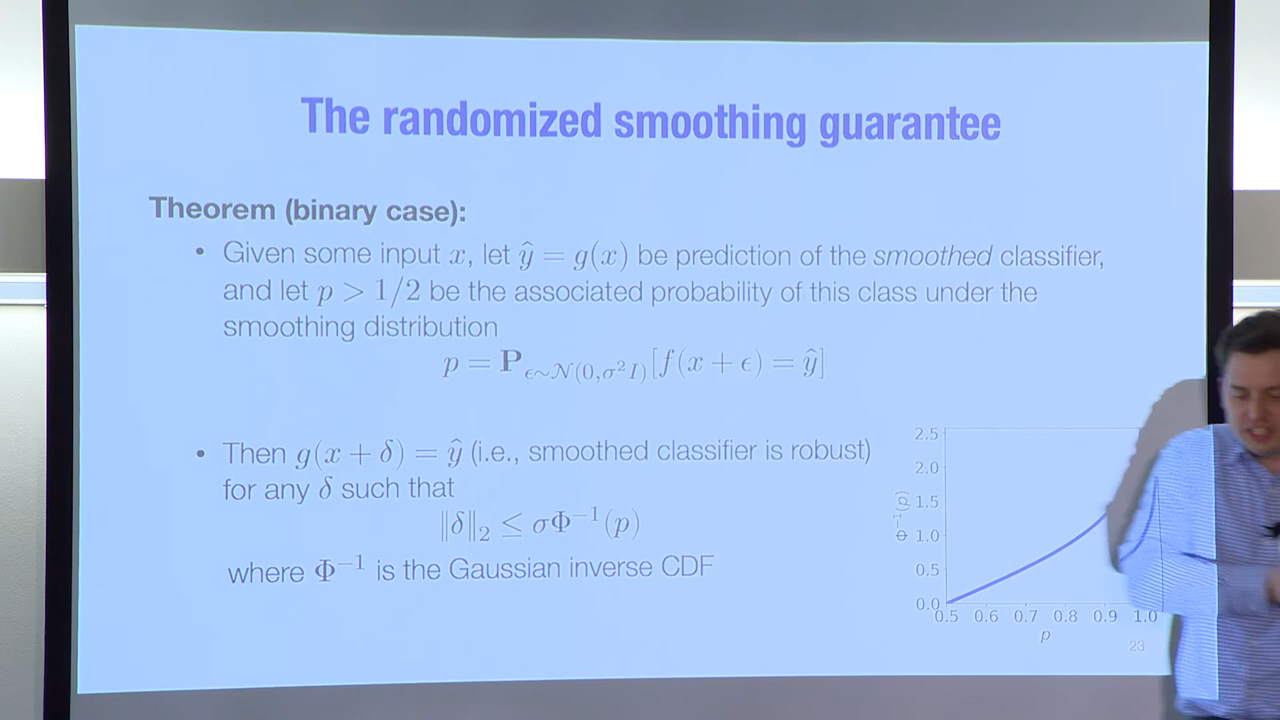 The randomized smoothing guarantee
Theorem (binary case):
• Given some input x, let ŷ = g(x) be prediction of the smoothed classifier,
and let p > 1/2 be the associated probability of this class under the
smoothing distribution
p = P_{ϵ∼𝒩(0,σ²I)}[f(x + ϵ) = ŷ]
• Then g(x + δ) = ŷ (i.e., smoothed classifier is robust)
for any δ such that
‖δ‖₂ ≤ σΦ⁻¹(p)
where Φ⁻¹ is the Gaussian inverse CDF
2.5
2.0
1.5
1.0
0.5
0.0
Φ⁻¹(p)
0.5 0.6 0.7 0.8 0.9 1.0
p
23